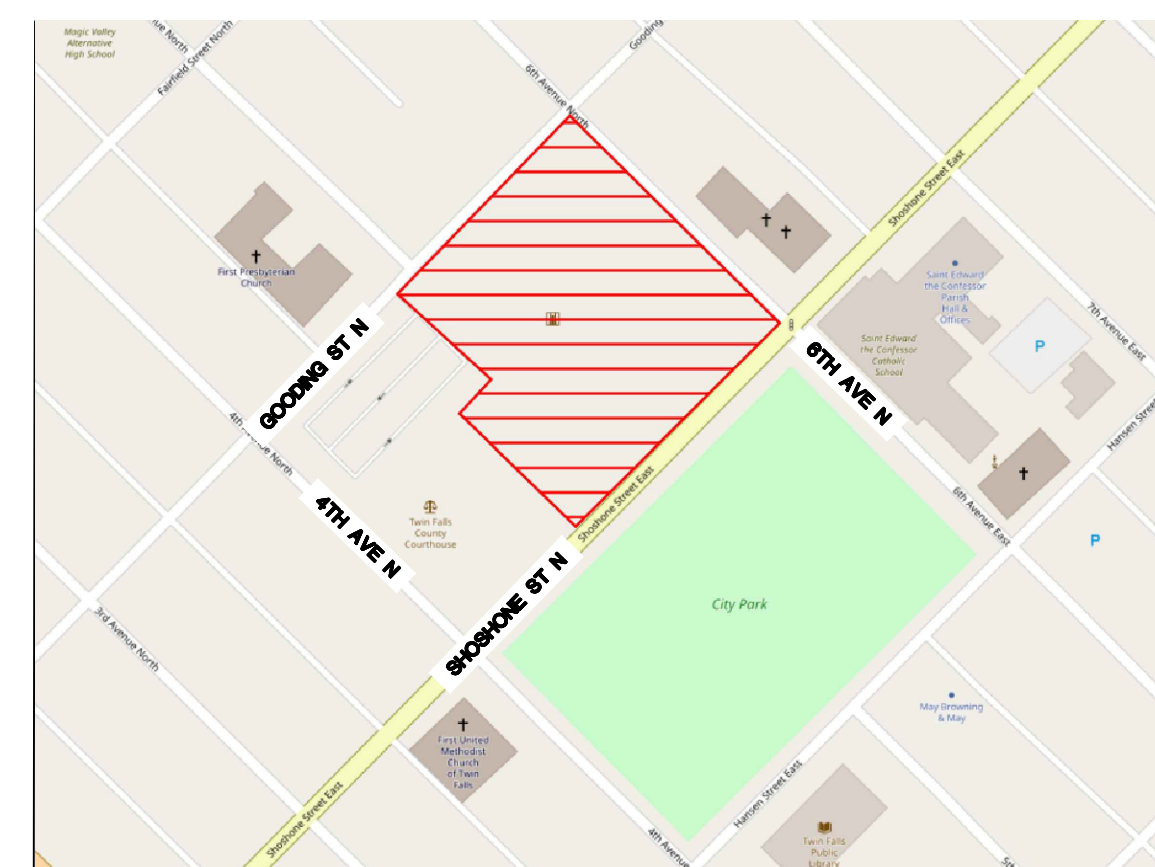 Magic Valley
Alternative
High School
ue North
Fairfield Street North
Gooding
6th Avenue North
Shoshone Street East
First Presbyterian
Church
Saint Edward
the Confessor
Parish
Hall &
Offices
7th Avenue East
P
Saint Edward
the Confessor
Catholic
School
GOODING ST N
6TH AVE N
Hansen Street
4th Avenue North
6th Avenue East
Shoshone Street East
4TH AVE N
Twin Falls
County
Courthouse
P
SHOSHONE ST N
City Park
3rd Avenue North
May Browning
& May
First United
Methodist
Church
of Twin
Falls
Shoshone Street East
Hansen Street East
4th Avenue
Twin Falls
Public
Library
5th